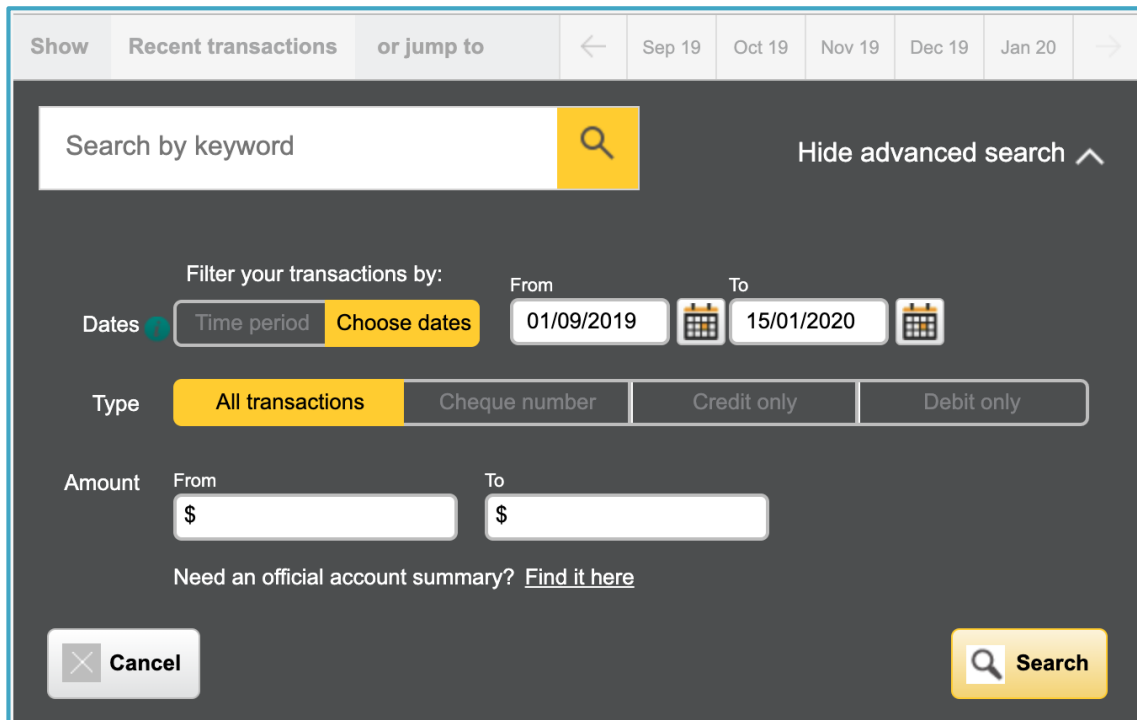 Show Recent transactions or jump to Sep 19 Oct 19 Nov 19 Dec 19 Jan 20
Search by keyword
Hide advanced search
Filter your transactions by:
From To
Dates Time period Choose dates 01/09/2019 15/01/2020
Type All transactions Cheque number Credit only Debit only
Amount From To
$ $
Need an official account summary? Find it here
Cancel Search